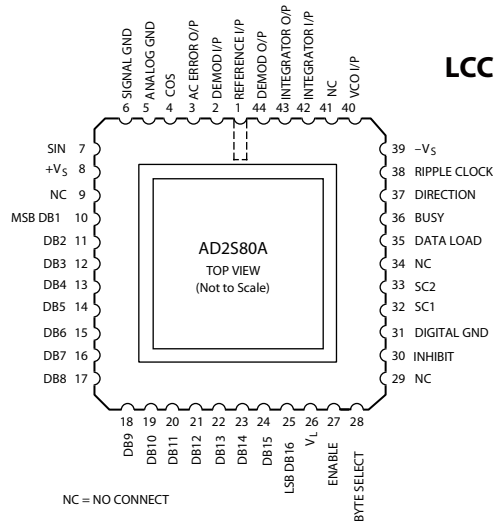 LCC
SIGNAL GND
ANALOG GND
COS
AC ERROR O/P
DEMOD I/P
REFERENCE I/P
DEMOD O/P
INTEGRATOR O/P
INTEGRATOR I/P
NC
VCO I/P
6 5 4 3 2 1 44 43 42 41 40
SIN 7
+VS 8
NC 9
MSB DB1 10
DB2 11
DB3 12
DB4 13
DB5 14
DB6 15
DB7 16
DB8 17
AD2S80A
TOP VIEW
(Not to Scale)
39 –VS
38 RIPPLE CLOCK
37 DIRECTION
36 BUSY
35 DATA LOAD
34 NC
33 SC2
32 SC1
31 DIGITAL GND
30 INHIBIT
29 NC
18 19 20 21 22 23 24 25 26 27 28
DB9
DB10
DB11
DB12
DB13
DB14
DB15
LSB DB16
VL
ENABLE
BYTE SELECT
NC = NO CONNECT